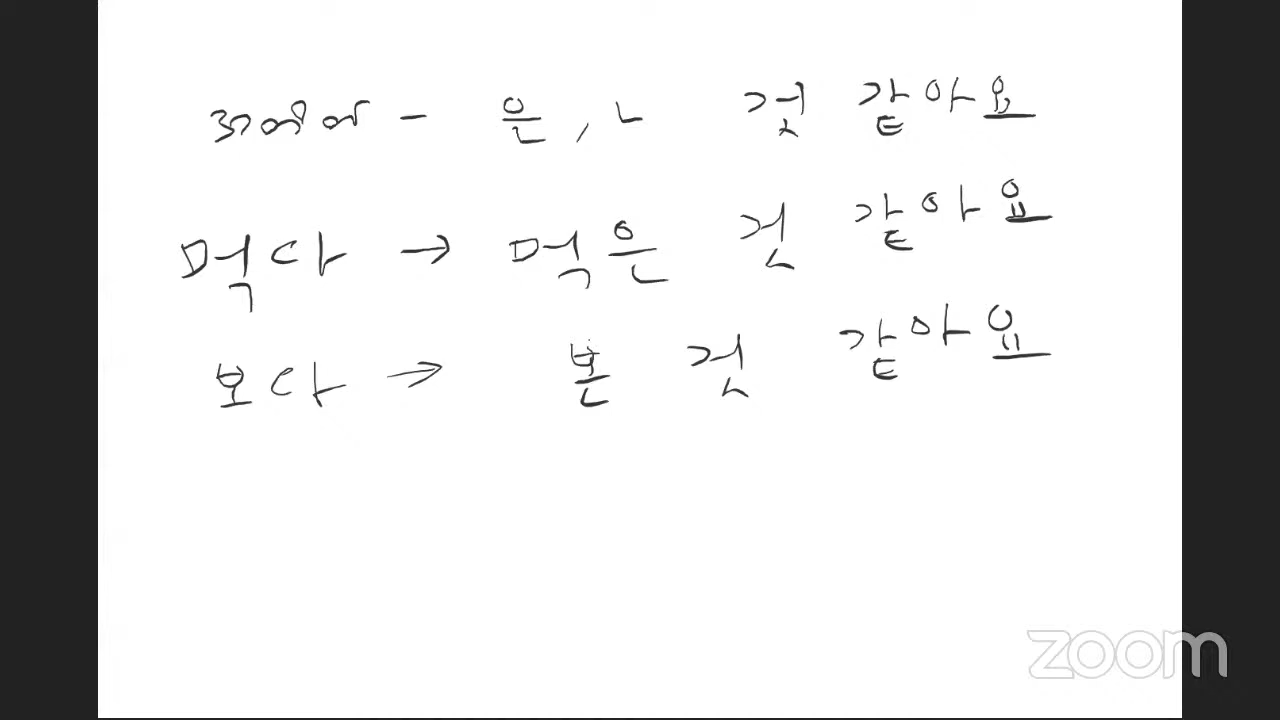 - 은, ㄴ 것 같아요
먹다 → 먹은 것 같아요
보다 → 본 것 같아요
zoom